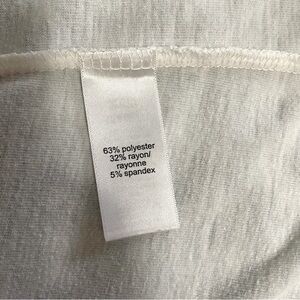 63% polyester
32% rayon/
rayonne
5% spandex